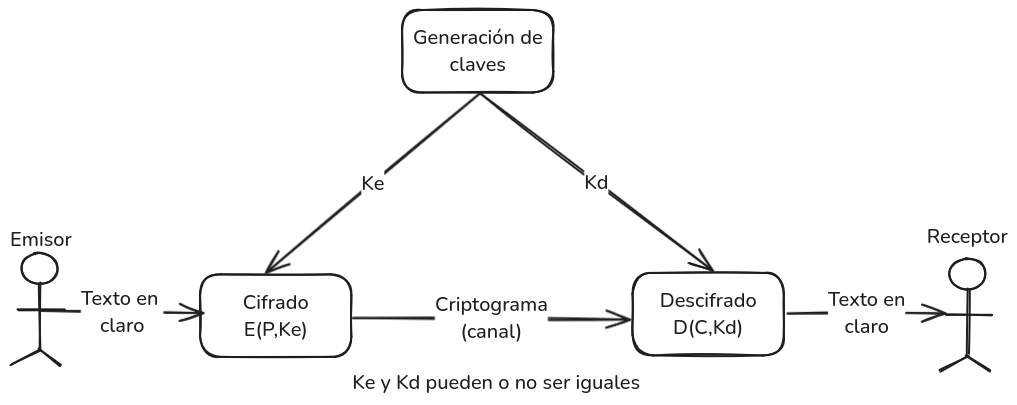 Generación de
claves
Ke
Kd
Emisor
Receptor
Texto en
claro
Cifrado
E(P,Ke)
Criptograma
(canal)
Descifrado
D(C,Kd)
Texto en
claro
Ke y Kd pueden o no ser iguales